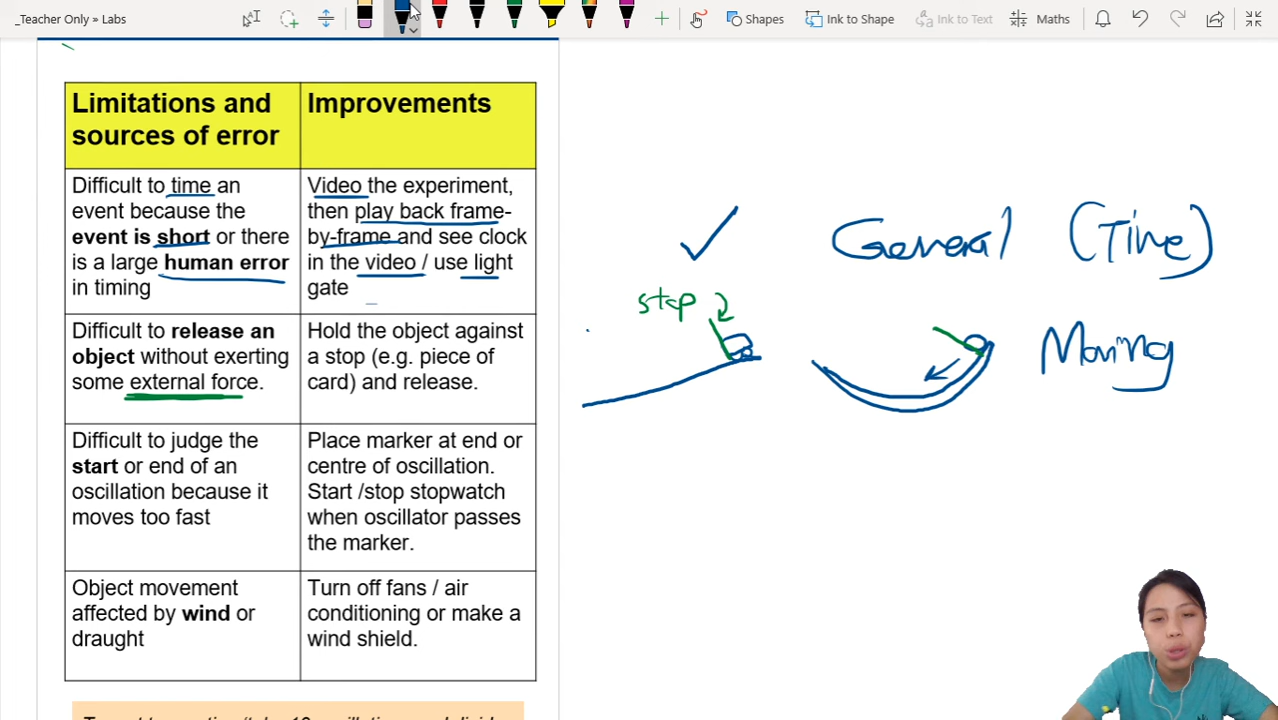 _Teacher Only » Labs
Shapes
Ink to Shape
Ink to Text
Maths
Limitations and
sources of error
Improvements
Difficult to time an
event because the
event is short or there
is a large human error
in timing
Video the experiment,
then play back frame-
by-frame and see clock
in the video / use light
gate
Difficult to release an
object without exerting
some external force.
Hold the object against
a stop (e.g. piece of
card) and release.
Difficult to judge the
start or end of an
oscillation because it
moves too fast
Place marker at end or
centre of oscillation.
Start /stop stopwatch
when oscillator passes
the marker.
Object movement
affected by wind or
draught
Turn off fans / air
conditioning or make a
wind shield.
General (Time)
stop
Moving